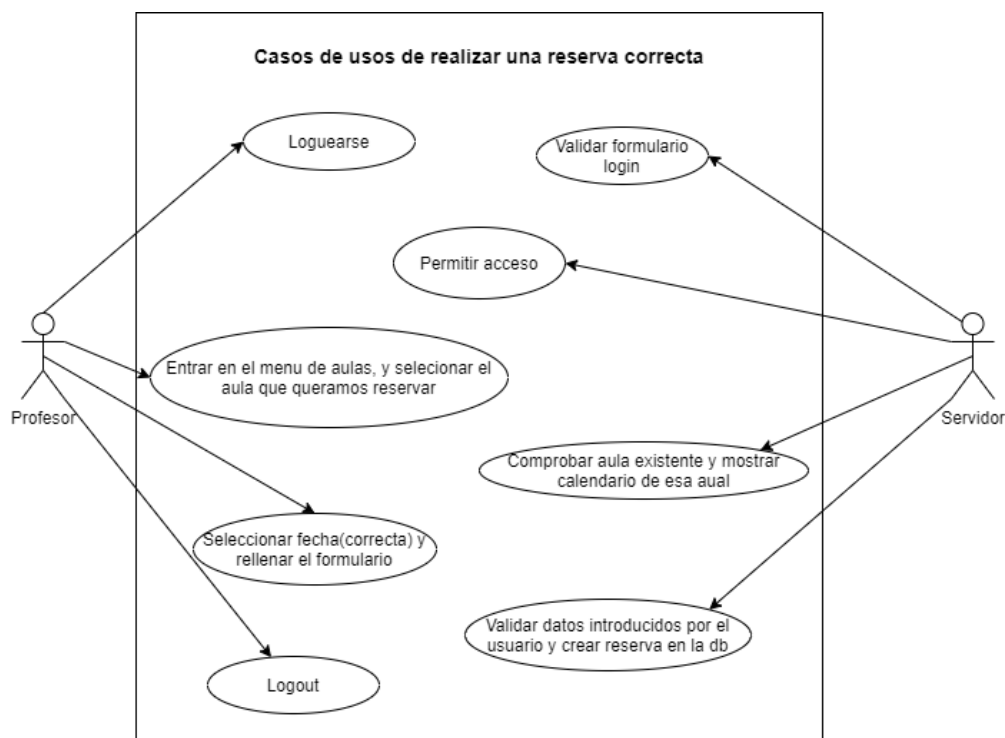 Casos de usos de realizar una reserva correcta
Loguearse
Validar formulario
login
Permitir acceso
Entrar en el menu de aulas, y selecionar el
aula que queramos reservar
Profesor
Servidor
Comprobar aula existente y mostrar
calendario de esa aual
Seleccionar fecha(correcta) y
rellenar el formulario
Validar datos introducidos por el
usuario y crear reserva en la db
Logout